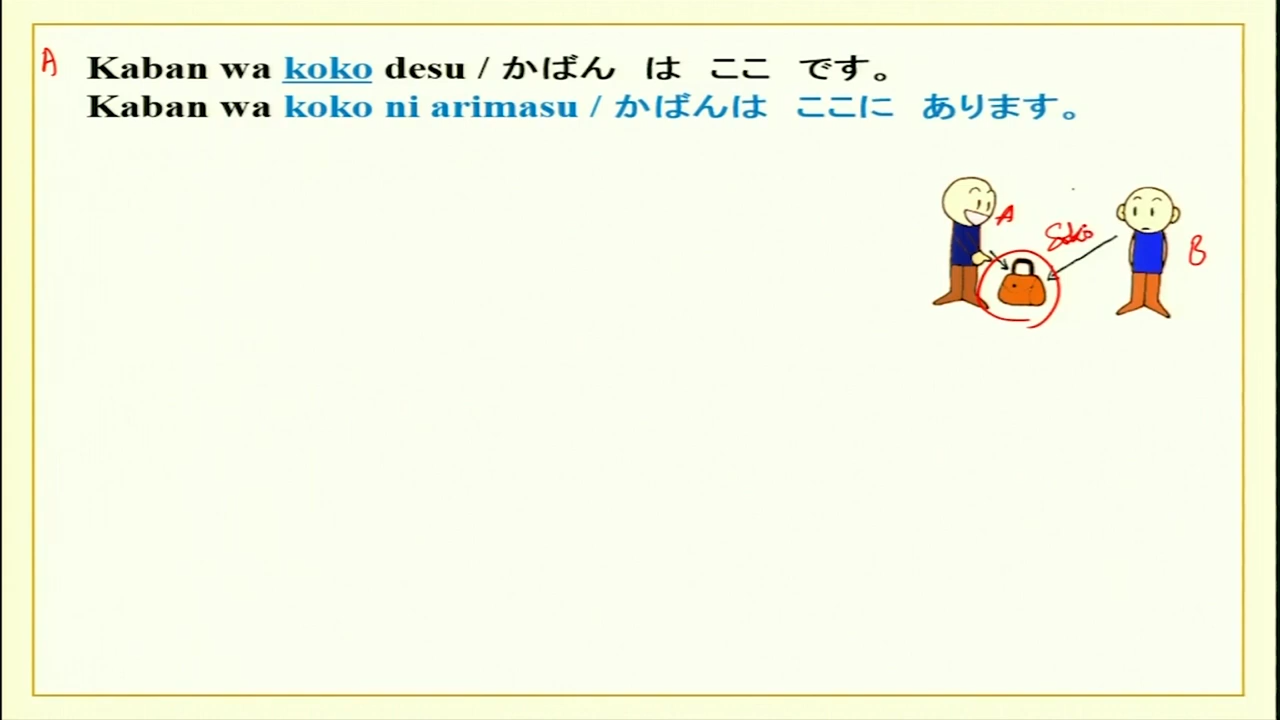 A Kaban wa koko desu / かばん　は　ここ　です。
Kaban wa koko ni arimasu / かばんは　ここに　あります。
A
Soko
B